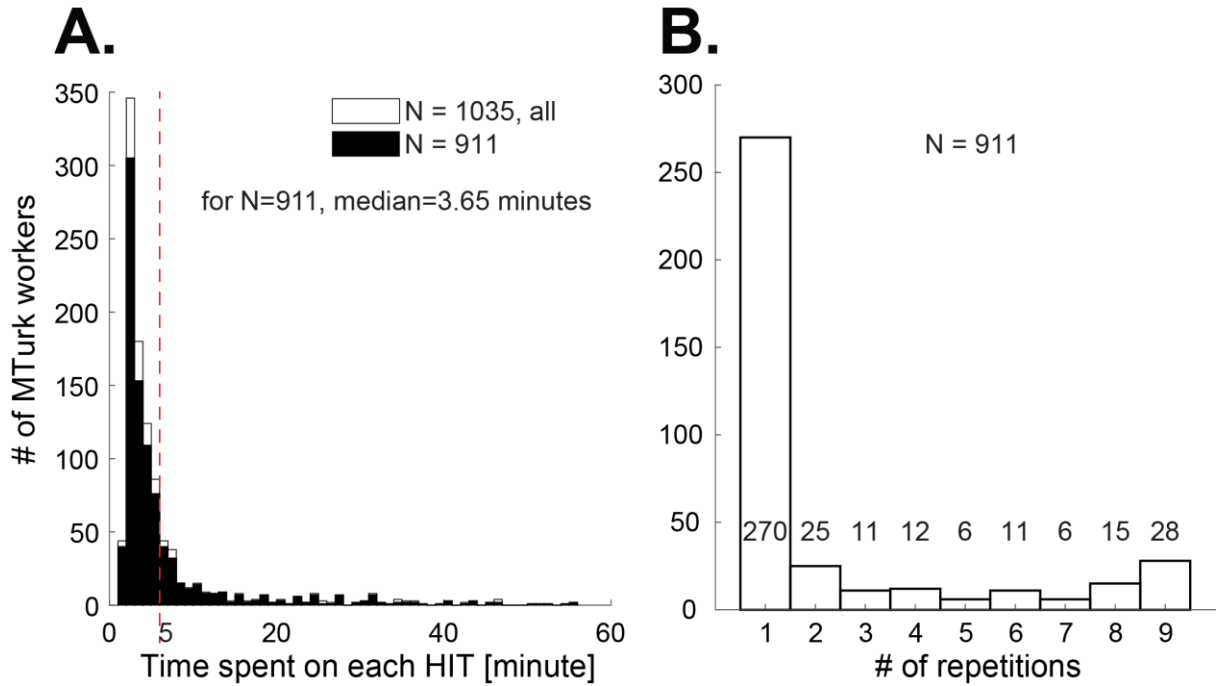 A.
350
300
250
200
150
100
50
0
# of MTurk workers
N = 1035, all
N = 911
for N=911, median=3.65 minutes
0 5 20 40 60
Time spent on each HIT [minute]
B.
300
250
200
150
100
50
0
N = 911
270 25 11 12 6 11 6 15 28
1 2 3 4 5 6 7 8 9
# of repetitions